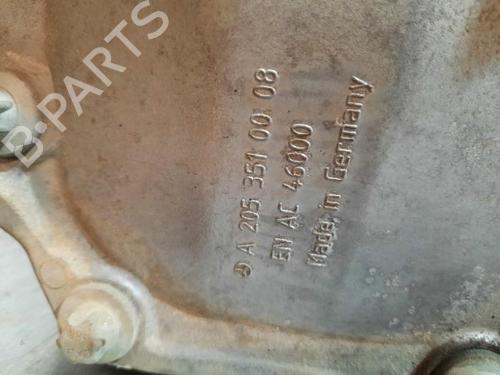 B-PARTS
A 205 351 00 08
EN AC 46000
Made in Germany